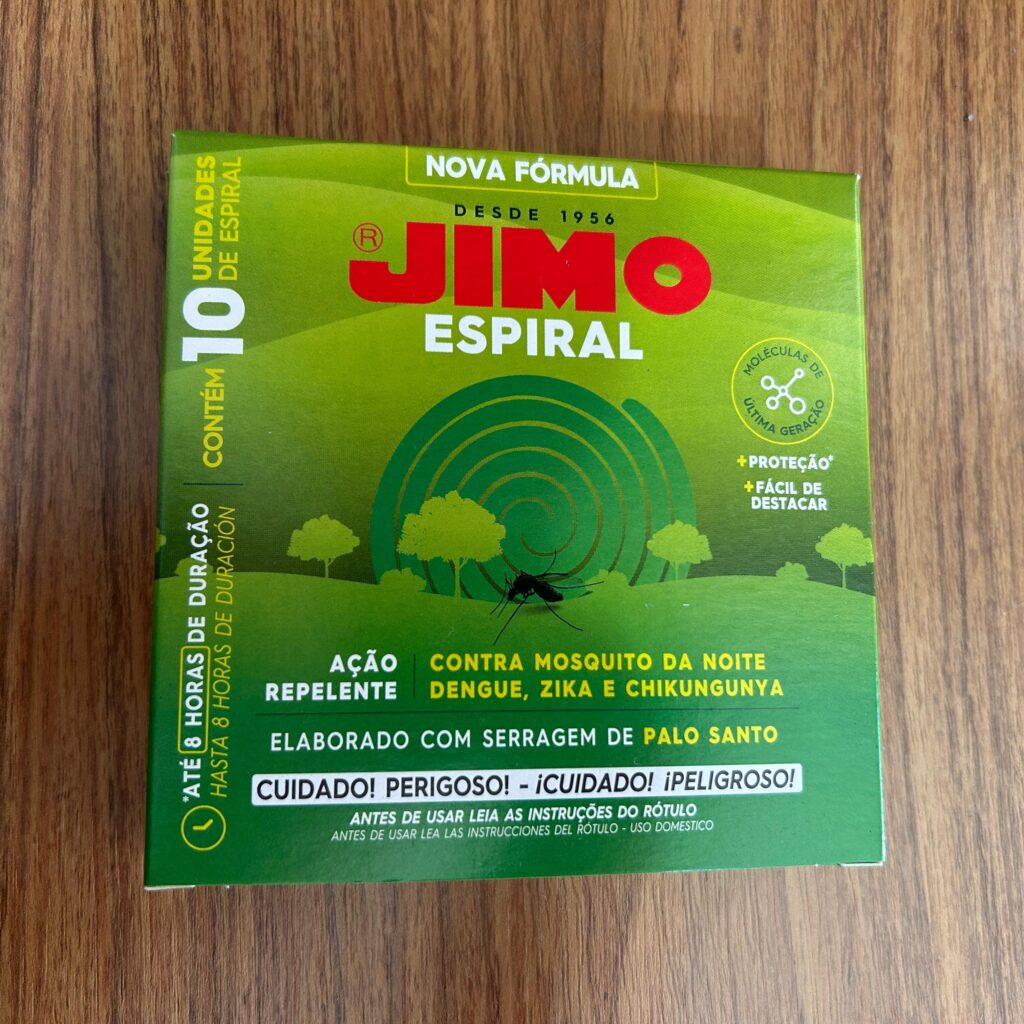 NOVA FÓRMULA
DESDE 1956
®JIMO
ESPIRAL
CONTÉM 10 UNIDADES
DE ESPIRAL
*ATÉ 8 HORAS DE DURAÇÃO
HASTA 8 HORAS DE DURACIÓN
MOLÉCULAS DE
ÚLTIMA GERAÇÃO
+PROTEÇÃO*
+FÁCIL DE
DESTACAR
AÇÃO
REPELENTE
CONTRA MOSQUITO DA NOITE
DENGUE, ZIKA E CHIKUNGUNYA
ELABORADO COM SERRAGEM DE PALO SANTO
CUIDADO! PERIGOSO! - ¡CUIDADO! ¡PELIGROSO!
ANTES DE USAR LEIA AS INSTRUÇÕES DO RÓTULO
ANTES DE USAR LEA LAS INSTRUCCIONES DEL RÓTULO - USO DOMESTICO